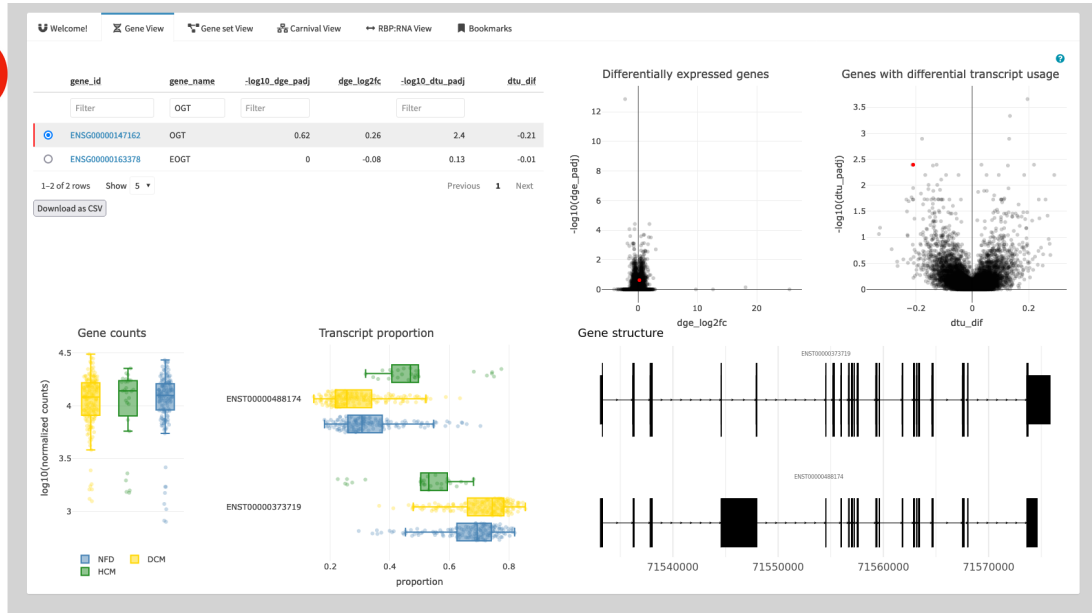 Welcome! Gene View Gene set View Carnival View RBP:RNA View Bookmarks
gene_id gene_name -log10_dge_padj dge_log2fc -log10_dtu_padj dtu_dif
Filter OGT Filter Filter
ENSG00000147162 OGT 0.62 0.26 2.4 -0.21
ENSG00000163378 EOGT 0 -0.08 0.13 -0.01
1–2 of 2 rows Show 5 Previous 1 Next
Download as CSV
?
Differentially expressed genes
-log10(dge_padj)
12
10
8
6
4
2
0
0 10 20
dge_log2fc
Genes with differential transcript usage
-log10(dtu_padj)
3.5
3
2.5
2
1.5
1
0.5
0
−0.2 0 0.2
dtu_dif
Gene counts
log10(normalized counts)
4.5
4
3.5
3
NFD DCM
HCM
Transcript proportion
ENST00000488174
ENST00000373719
0.2 0.4 0.6 0.8
proportion
Gene structure
ENST00000373719
ENST00000488174
71540000 71550000 71560000 71570000